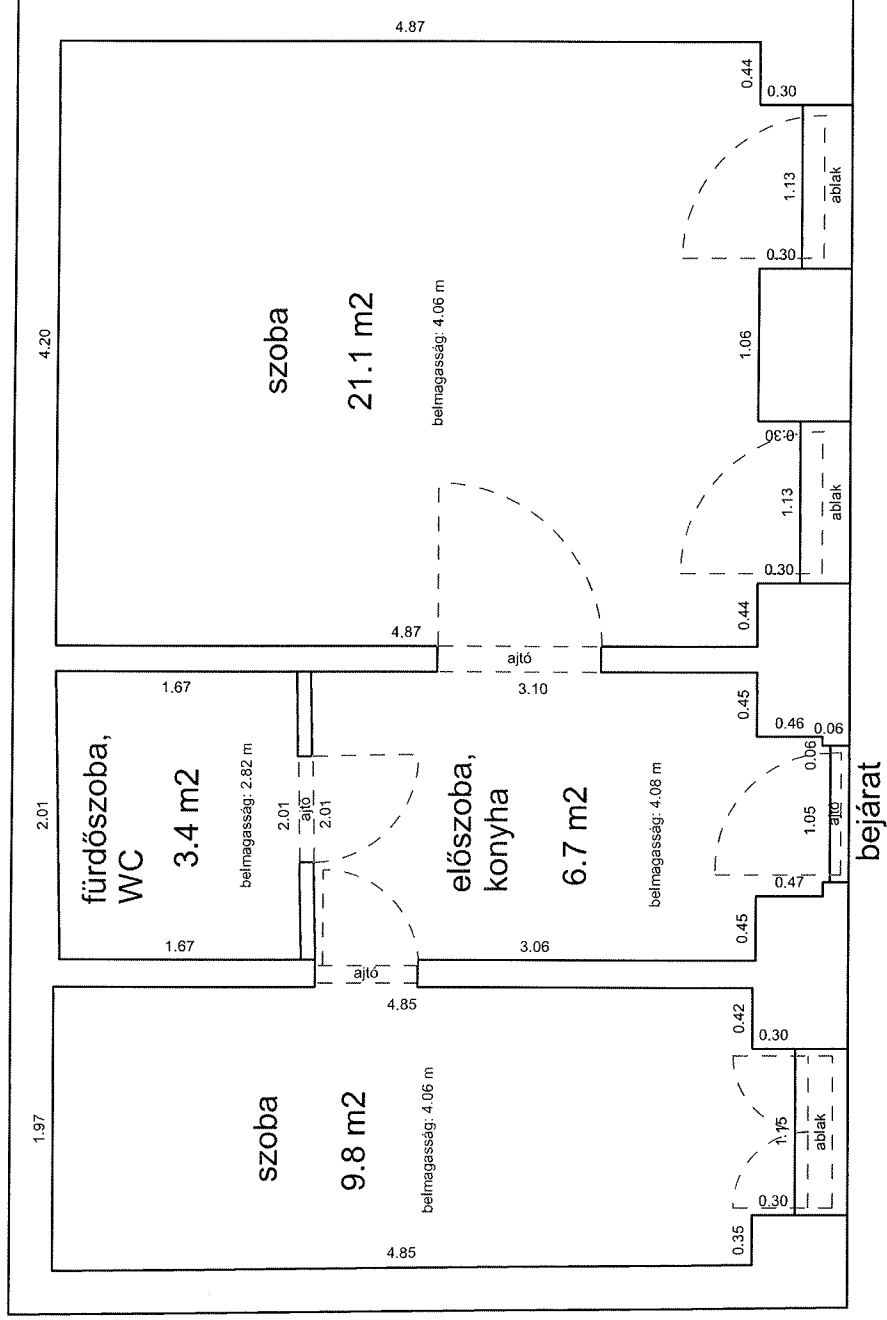 4.87
0.44
0.30
4.20
1.13
ablak
0.30
szoba
21.1 m2
belmagasság: 4.06 m
1.06
0.30
1.13
ablak
0.30
0.44
4.87
ajtó
1.67
3.10
0.45
0.46
0.06
0.06
2.01
fürdőszoba,
WC
3.4 m2
belmagasság: 2.82 m
2.01
ajtó
2.01
előszoba,
konyha
6.7 m2
belmagasság: 4.08 m
1.05
ajtó
bejárat
0.47
0.45
1.67
3.06
ajtó
4.85
0.42
0.30
1.97
szoba
9.8 m2
belmagasság: 4.06 m
1.15
ablak
0.30
0.35
4.85